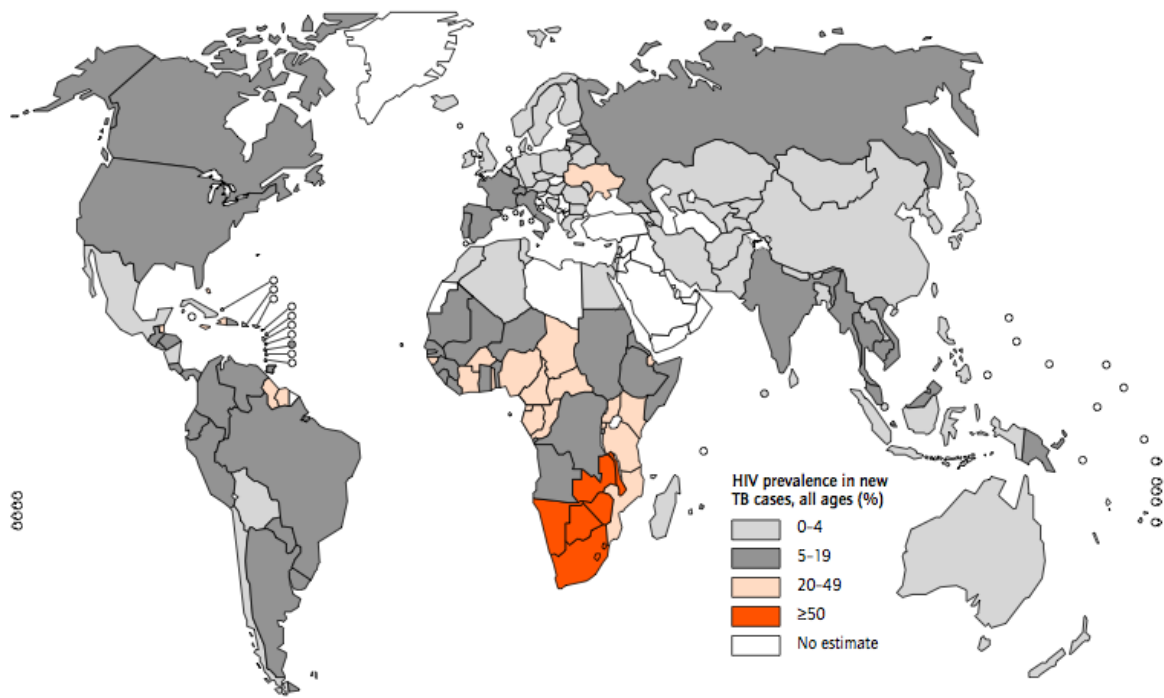 HIV prevalence in new
TB cases, all ages (%)
0–4
5–19
20–49
≥50
No estimate